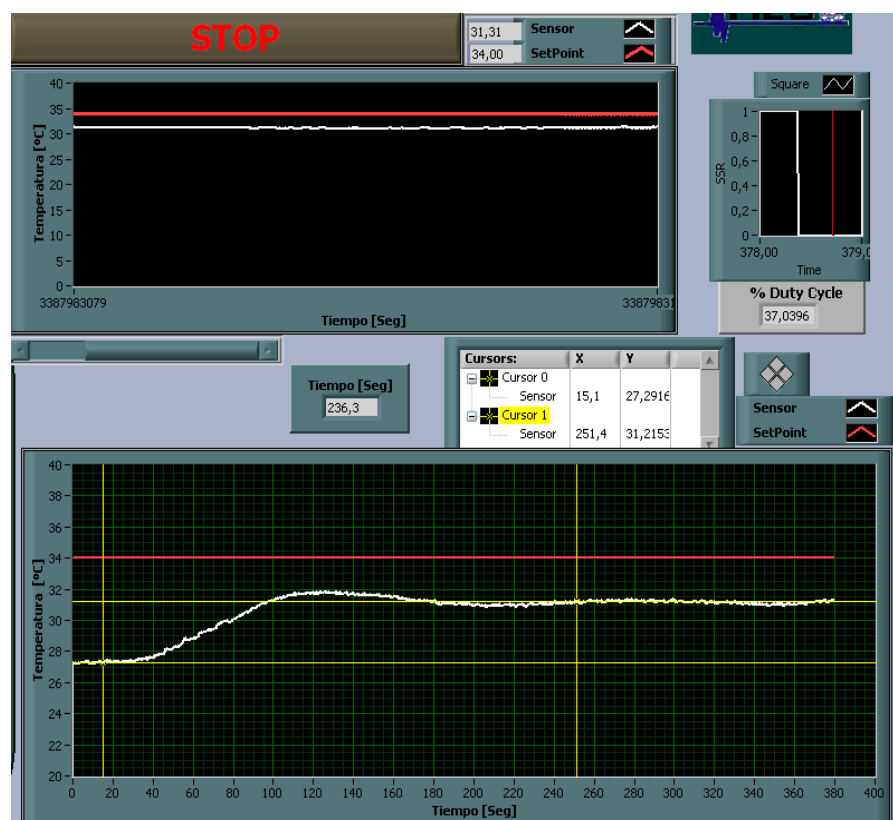 STOP
31,31 Sensor
34,00 SetPoint
40
35
30
25
20
15
10
5
0
Temperatura [ºC]
3387983079
33879831
Tiempo [Seg]
Square
1
0,8
0,6
0,4
0,2
0
SSR
378,00
379,0
Time
% Duty Cycle
37,0396
Tiempo [Seg]
236,3
Cursors: X Y
Cursor 0
Sensor 15,1 27,2916
Cursor 1
Sensor 251,4 31,2153
Sensor
SetPoint
40
38
36
34
32
30
28
26
24
22
20
Temperatura [ºC]
0 20 40 60 80 100 120 140 160 180 200 220 240 260 280 300 320 340 360 380 400
Tiempo [Seg]